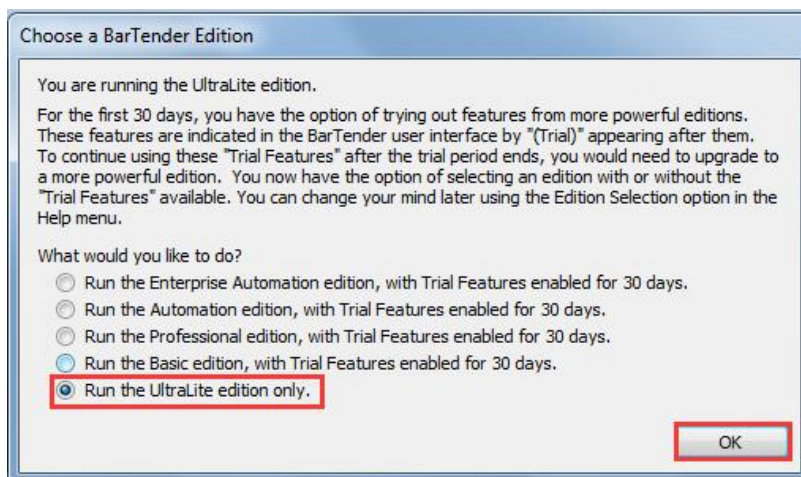 Choose a BarTender Edition
You are running the UltraLite edition.
For the first 30 days, you have the option of trying out features from more powerful editions.
These features are indicated in the BarTender user interface by "(Trial)" appearing after them.
To continue using these "Trial Features" after the trial period ends, you would need to upgrade to
a more powerful edition.  You now have the option of selecting an edition with or without the
"Trial Features" available. You can change your mind later using the Edition Selection option in the
Help menu.
What would you like to do?
Run the Enterprise Automation edition, with Trial Features enabled for 30 days.
Run the Automation edition, with Trial Features enabled for 30 days.
Run the Professional edition, with Trial Features enabled for 30 days.
Run the Basic edition, with Trial Features enabled for 30 days.
Run the UltraLite edition only.
OK